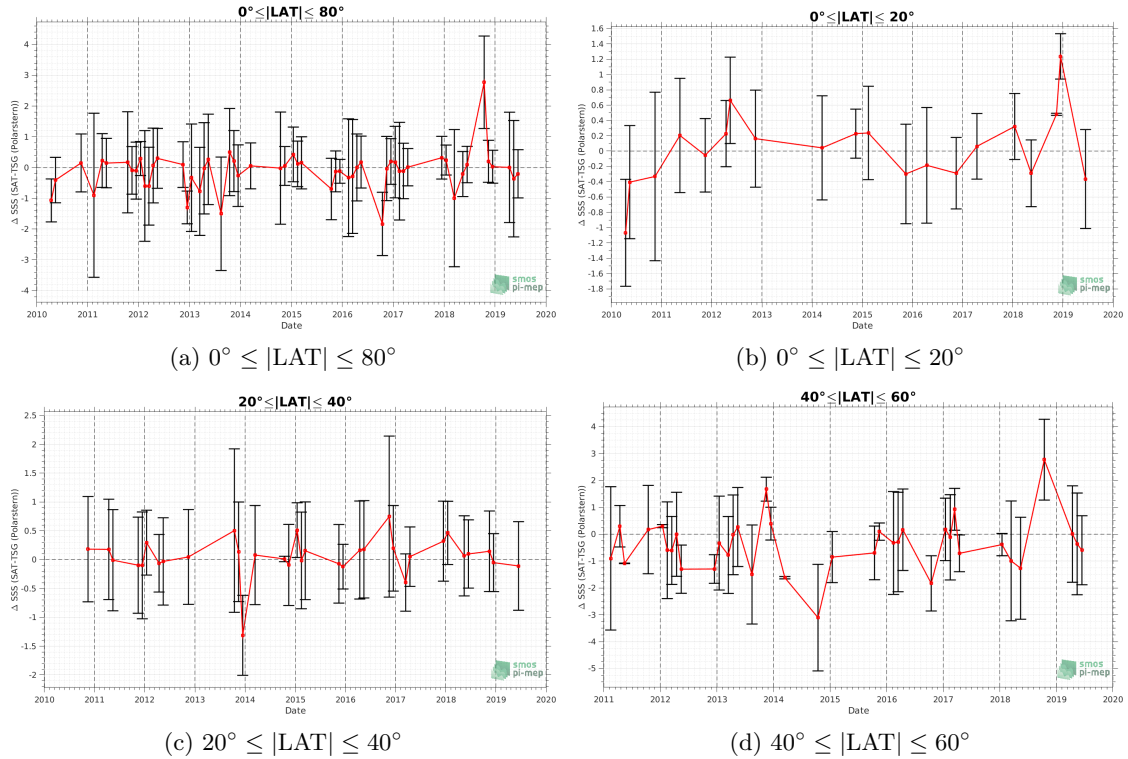 0°≤|LAT|≤ 80°
Δ SSS (SAT-TSG (Polarstern))
4
3
2
1
0
-1
-2
-3
-4
2010 2011 2012 2013 2014 2015 2016 2017 2018 2019 2020
Date
smos
pi-mep
(a) 0° ≤ |LAT| ≤ 80°
0°≤|LAT|≤ 20°
Δ SSS (SAT-TSG (Polarstern))
1.6
1.4
1.2
1
0.8
0.6
0.4
0.2
0
-0.2
-0.4
-0.6
-0.8
-1
-1.2
-1.4
-1.6
-1.8
2010 2011 2012 2013 2014 2015 2016 2017 2018 2019 2020
Date
smos
pi-mep
(b) 0° ≤ |LAT| ≤ 20°
20°≤|LAT|≤ 40°
Δ SSS (SAT-TSG (Polarstern))
2.5
2
1.5
1
0.5
0
-0.5
-1
-1.5
-2
2010 2011 2012 2013 2014 2015 2016 2017 2018 2019 2020
Date
smos
pi-mep
(c) 20° ≤ |LAT| ≤ 40°
40°≤|LAT|≤ 60°
Δ SSS (SAT-TSG (Polarstern))
4
3
2
1
0
-1
-2
-3
-4
-5
2011 2012 2013 2014 2015 2016 2017 2018 2019 2020
Date
smos
pi-mep
(d) 40° ≤ |LAT| ≤ 60°